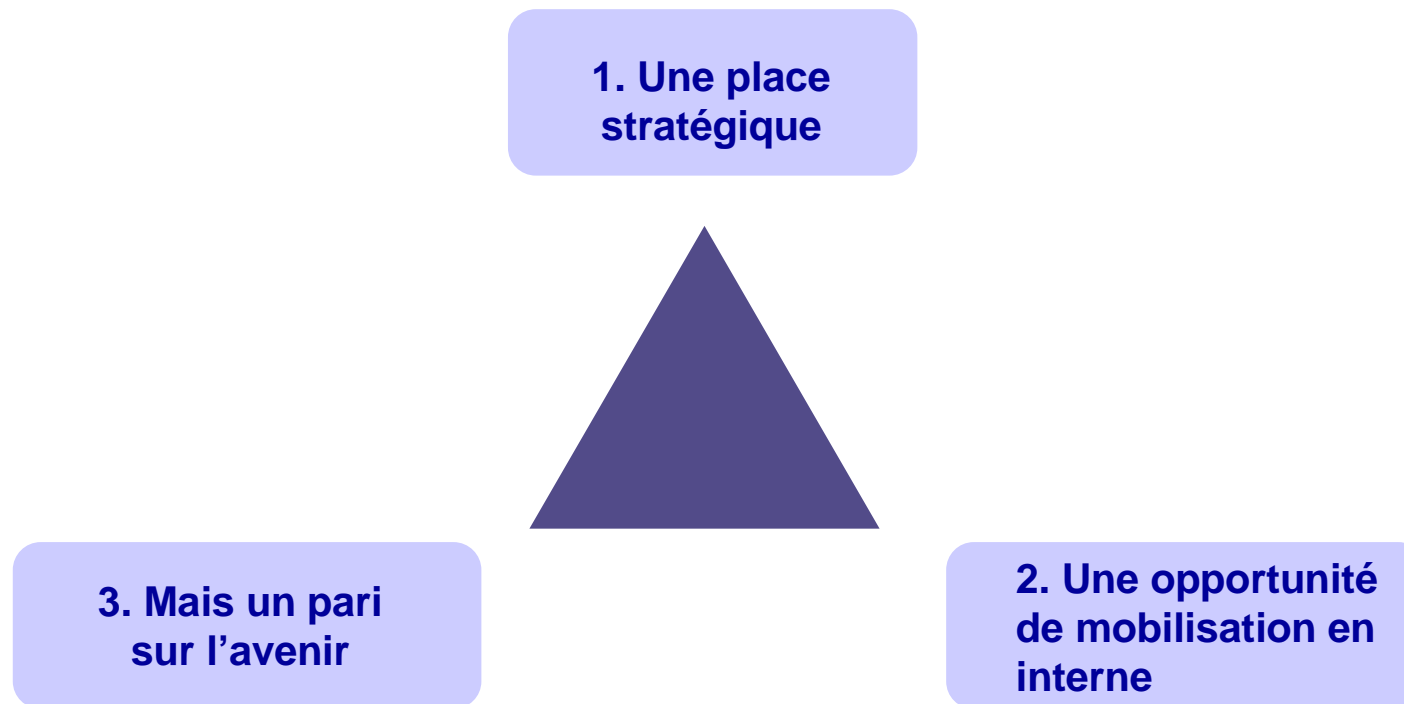 1. Une place
stratégique
2. Une opportunité
de mobilisation en
interne
3. Mais un pari
sur l’avenir